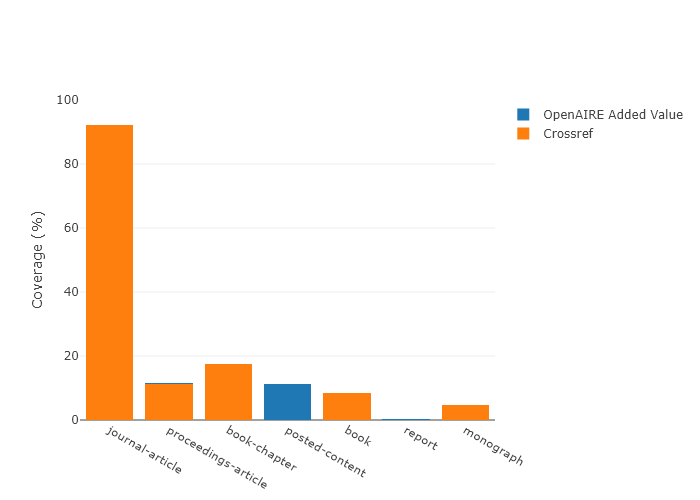 100
80
60
40
20
0
Coverage (%)
journal-article
proceedings-article
book-chapter
posted-content
book
report
monograph
OpenAIRE Added Value
Crossref